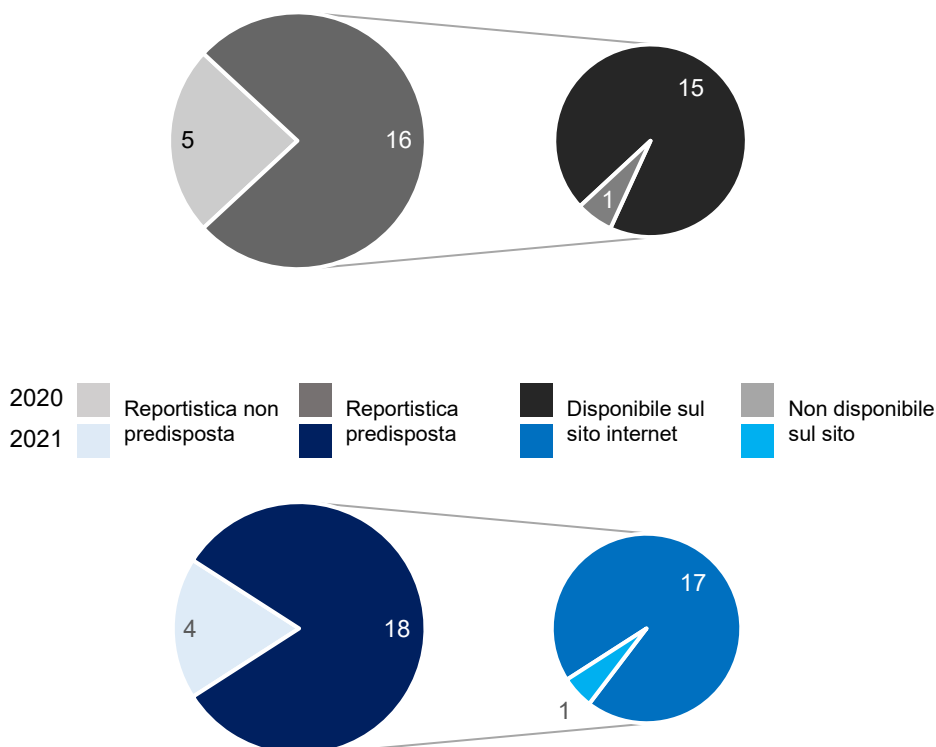 5
16
15
1
2020
2021
Reportistica non
predisposta
Reportistica
predisposta
Disponibile sul
sito internet
Non disponibile
sul sito
4
18
17
1